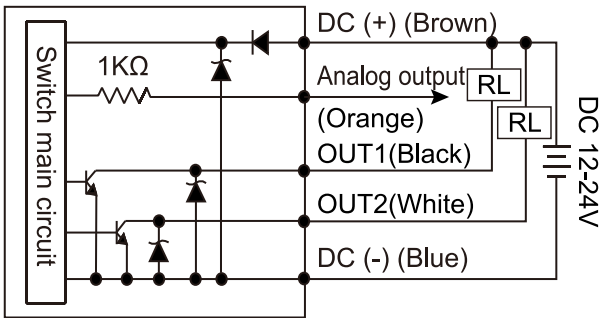 DC (+) (Brown)
1KΩ
Analog output
(Orange)
RL
RL
OUT1(Black)
OUT2(White)
DC (-) (Blue)
Switch main circuit
DC 12-24V